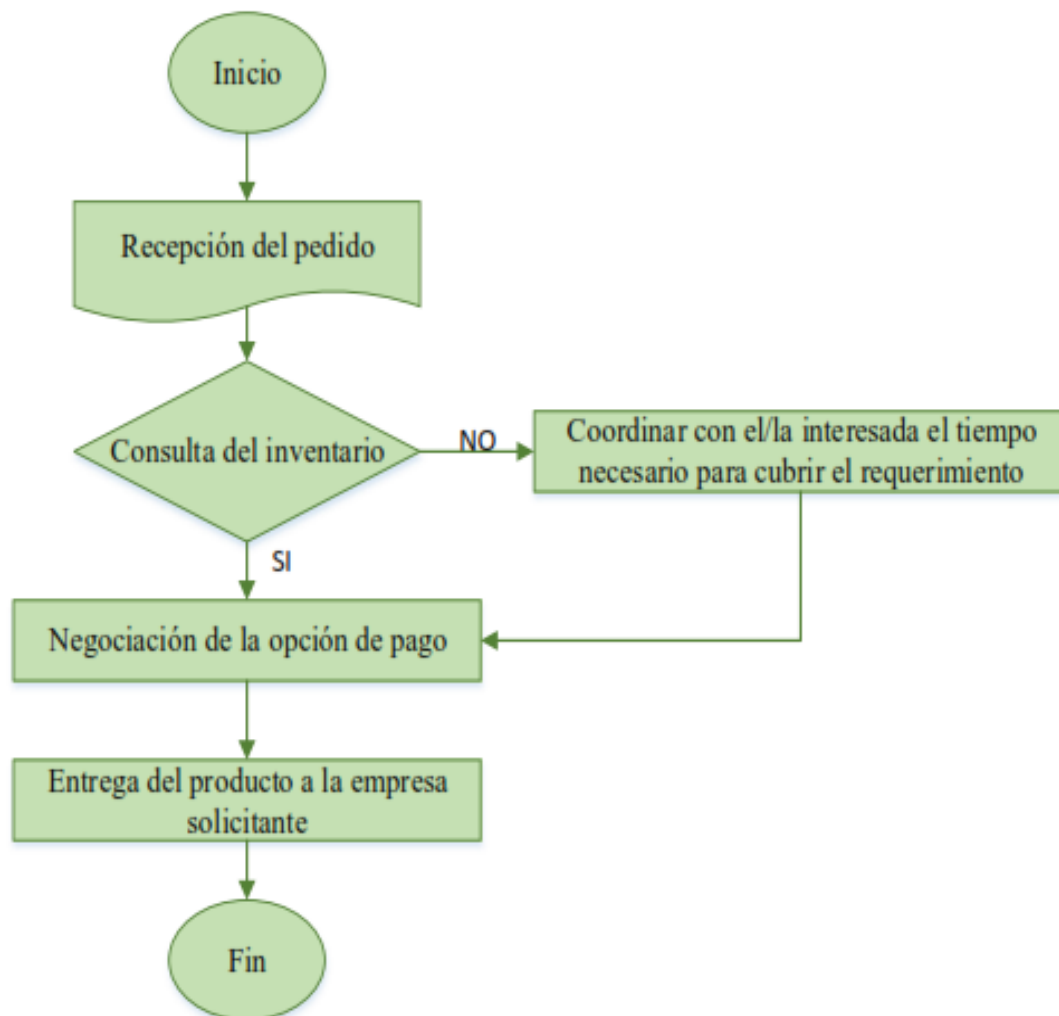 Inicio
Recepción del pedido
Consulta del inventario
NO
Coordinar con el/la interesada el tiempo
necesario para cubrir el requerimiento
SI
Negociación de la opción de pago
Entrega del producto a la empresa
solicitante
Fin